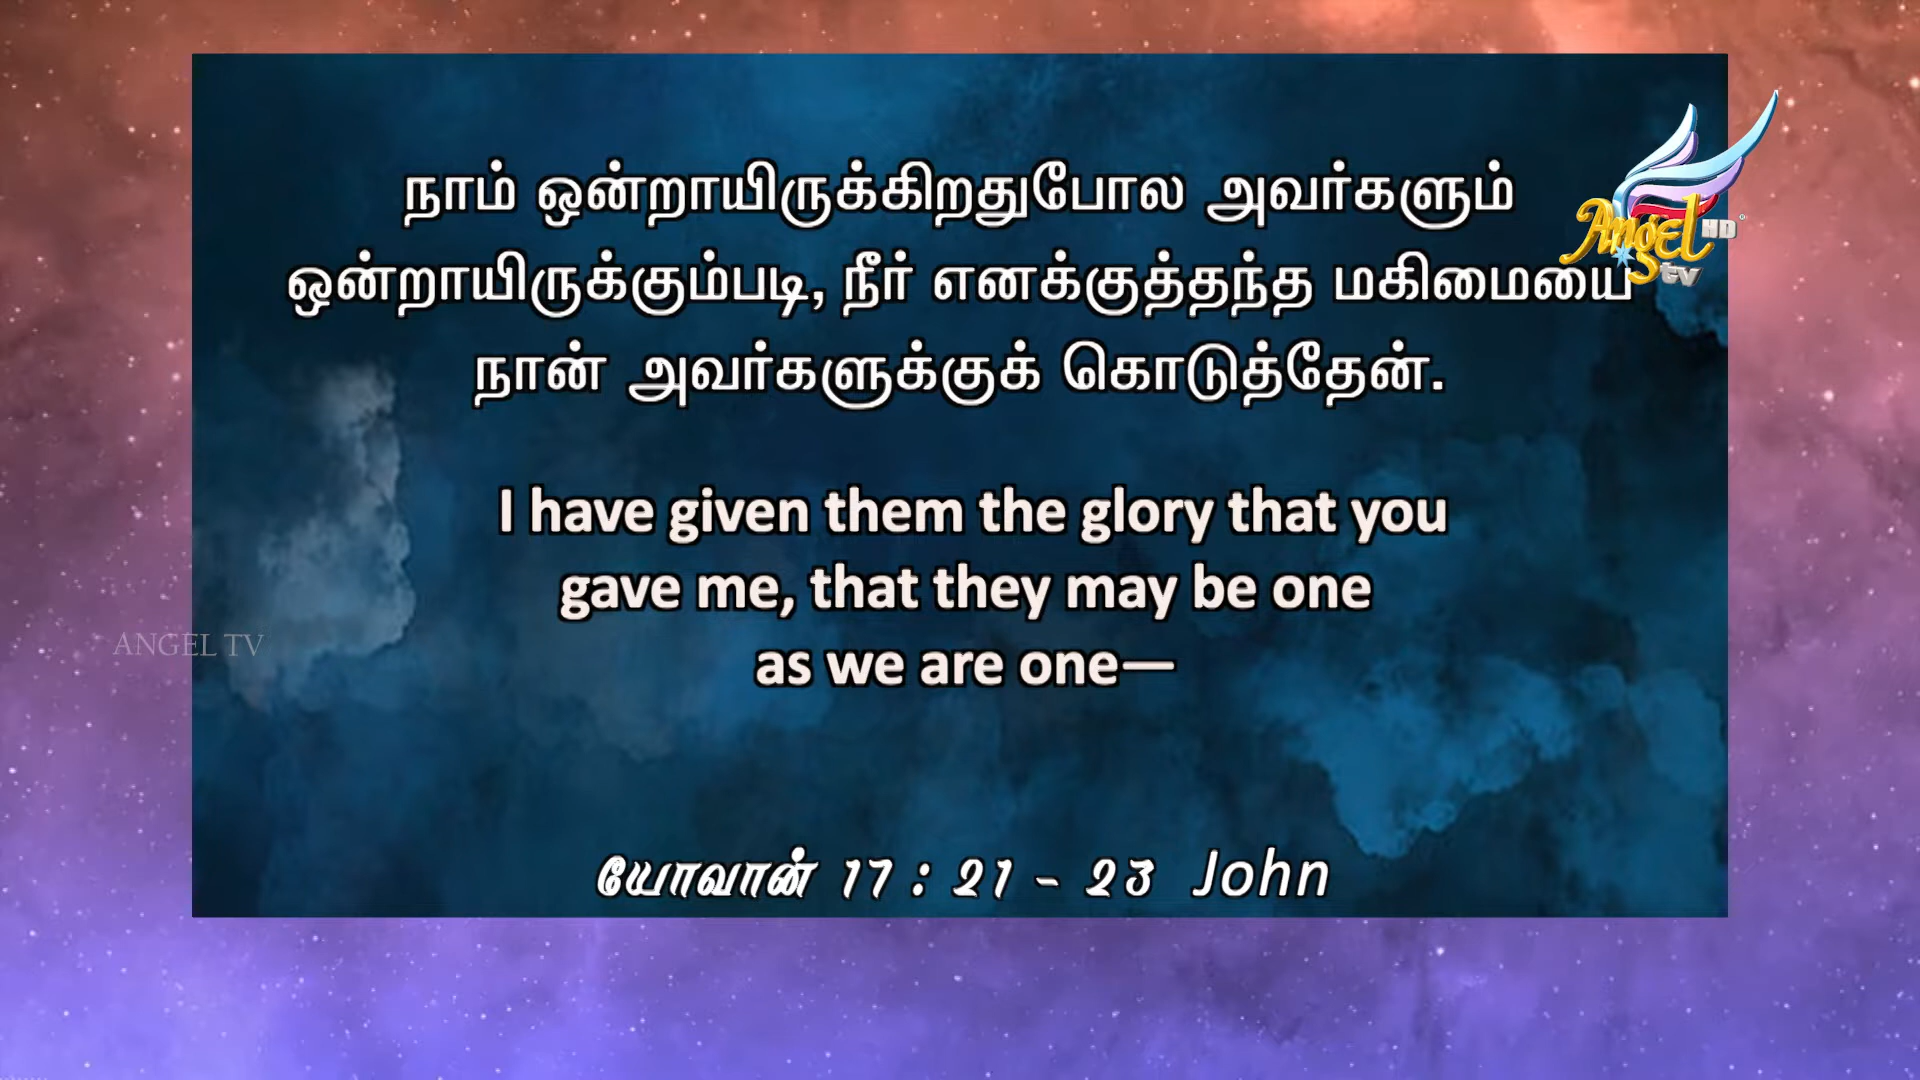 நாம் ஒன்றாயிருக்கிறதுபோல அவர்களும்
ஒன்றாயிருக்கும்படி, நீர் எனக்குத்தந்த மகிமையை
நான் அவர்களுக்குக் கொடுத்தேன்.
Angel HD
tv
I have given them the glory that you
gave me, that they may be one
as we are one—
ANGEL TV
யோவான் 17 : 21 - 23 John